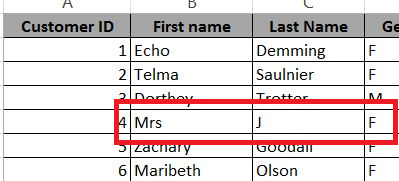 A B C
Customer ID First name Last Name Ge
1 Echo Demming F
2 Telma Saulnier F
3 Dorthey Trotter M
4 Mrs J F
5 Zachary Goodall F
6 Maribeth Olson F